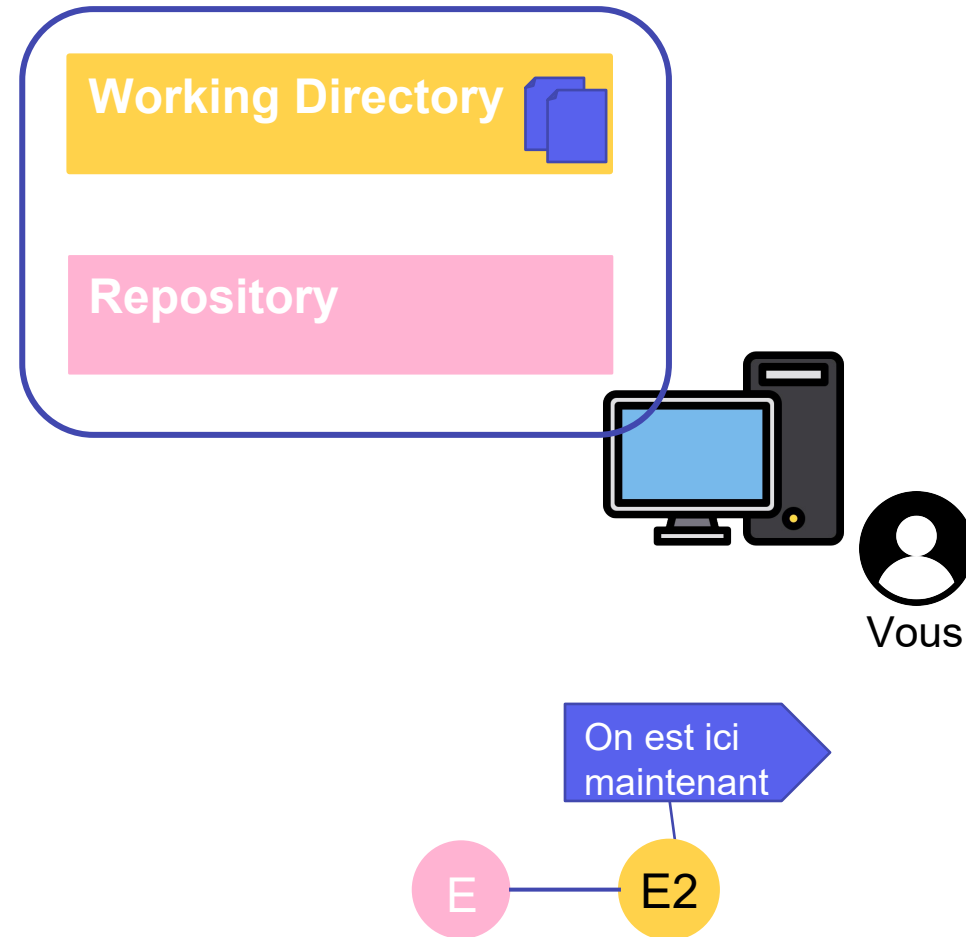 Working Directory
Repository
Vous
On est ici
maintenant
E
E2